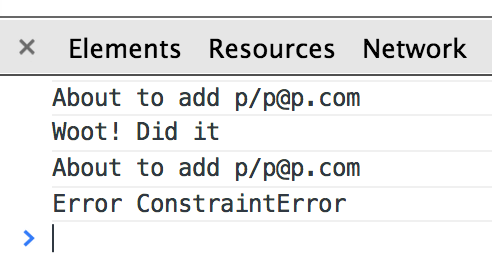 × Elements Resources Network
About to add p/p@p.com
Woot! Did it
About to add p/p@p.com
Error ConstraintError
>